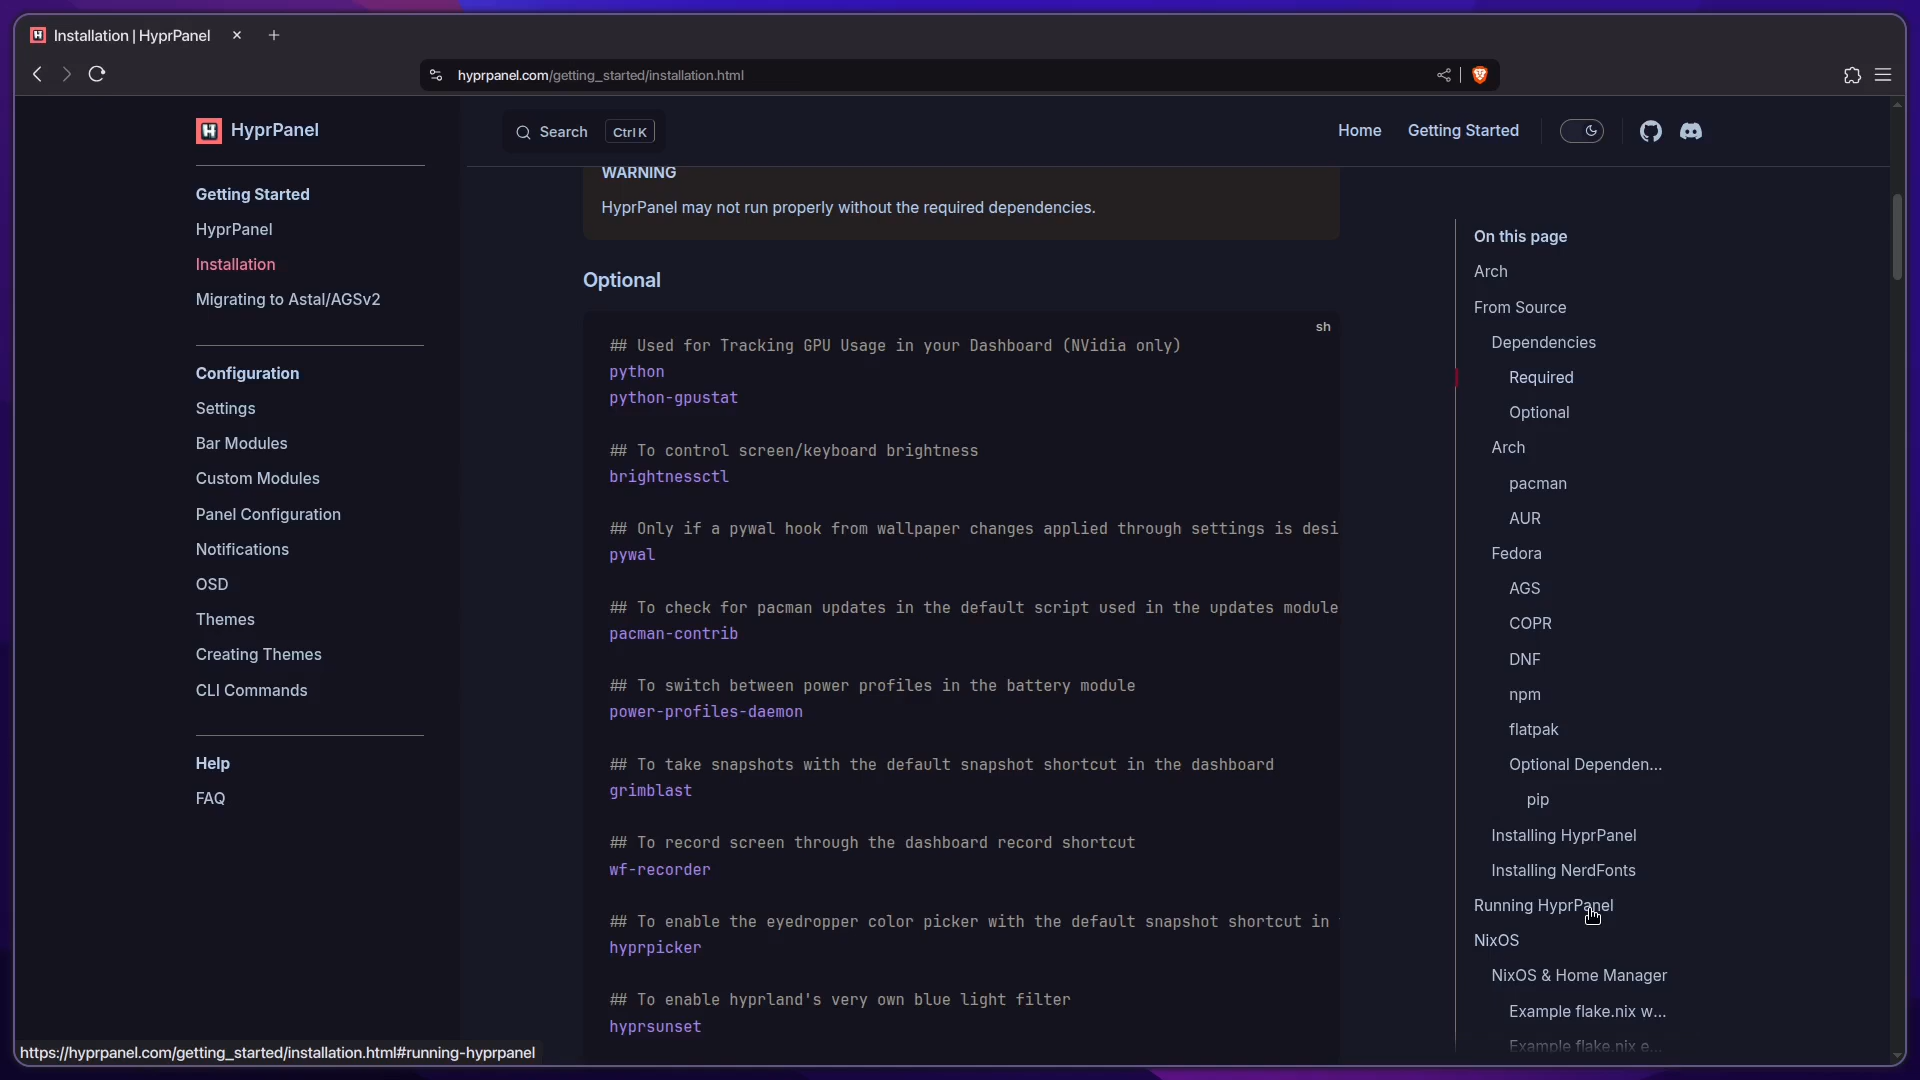 Installation | HyprPanel
hyprpanel.com/getting_started/installation.html
HyprPanel
Search
Ctrl K
Home
Getting Started
Getting Started
HyprPanel
Installation
Migrating to Astal/AGSv2
Configuration
Settings
Bar Modules
Custom Modules
Panel Configuration
Notifications
OSD
Themes
Creating Themes
CLI Commands
Help
FAQ
WARNING
HyprPanel may not run properly without the required dependencies.
Optional
sh
## Used for Tracking GPU Usage in your Dashboard (NVidia only)
python
python-gpustat
## To control screen/keyboard brightness
brightnessctl
## Only if a pywal hook from wallpaper changes applied through settings is desi
pywal
## To check for pacman updates in the default script used in the updates module
pacman-contrib
## To switch between power profiles in the battery module
power-profiles-daemon
## To take snapshots with the default snapshot shortcut in the dashboard
grimblast
## To record screen through the dashboard record shortcut
wf-recorder
## To enable the eyedropper color picker with the default snapshot shortcut in
hyprpicker
## To enable hyprland's very own blue light filter
hyprsunset
On this page
Arch
From Source
Dependencies
Required
Optional
Arch
pacman
AUR
Fedora
AGS
COPR
DNF
npm
flatpak
Optional Dependen...
pip
Installing HyprPanel
Installing NerdFonts
Running HyprPanel
NixOS
NixOS & Home Manager
Example flake.nix w...
Example flake.nix e...
https://hyprpanel.com/getting_started/installation.html#running-hyprpanel